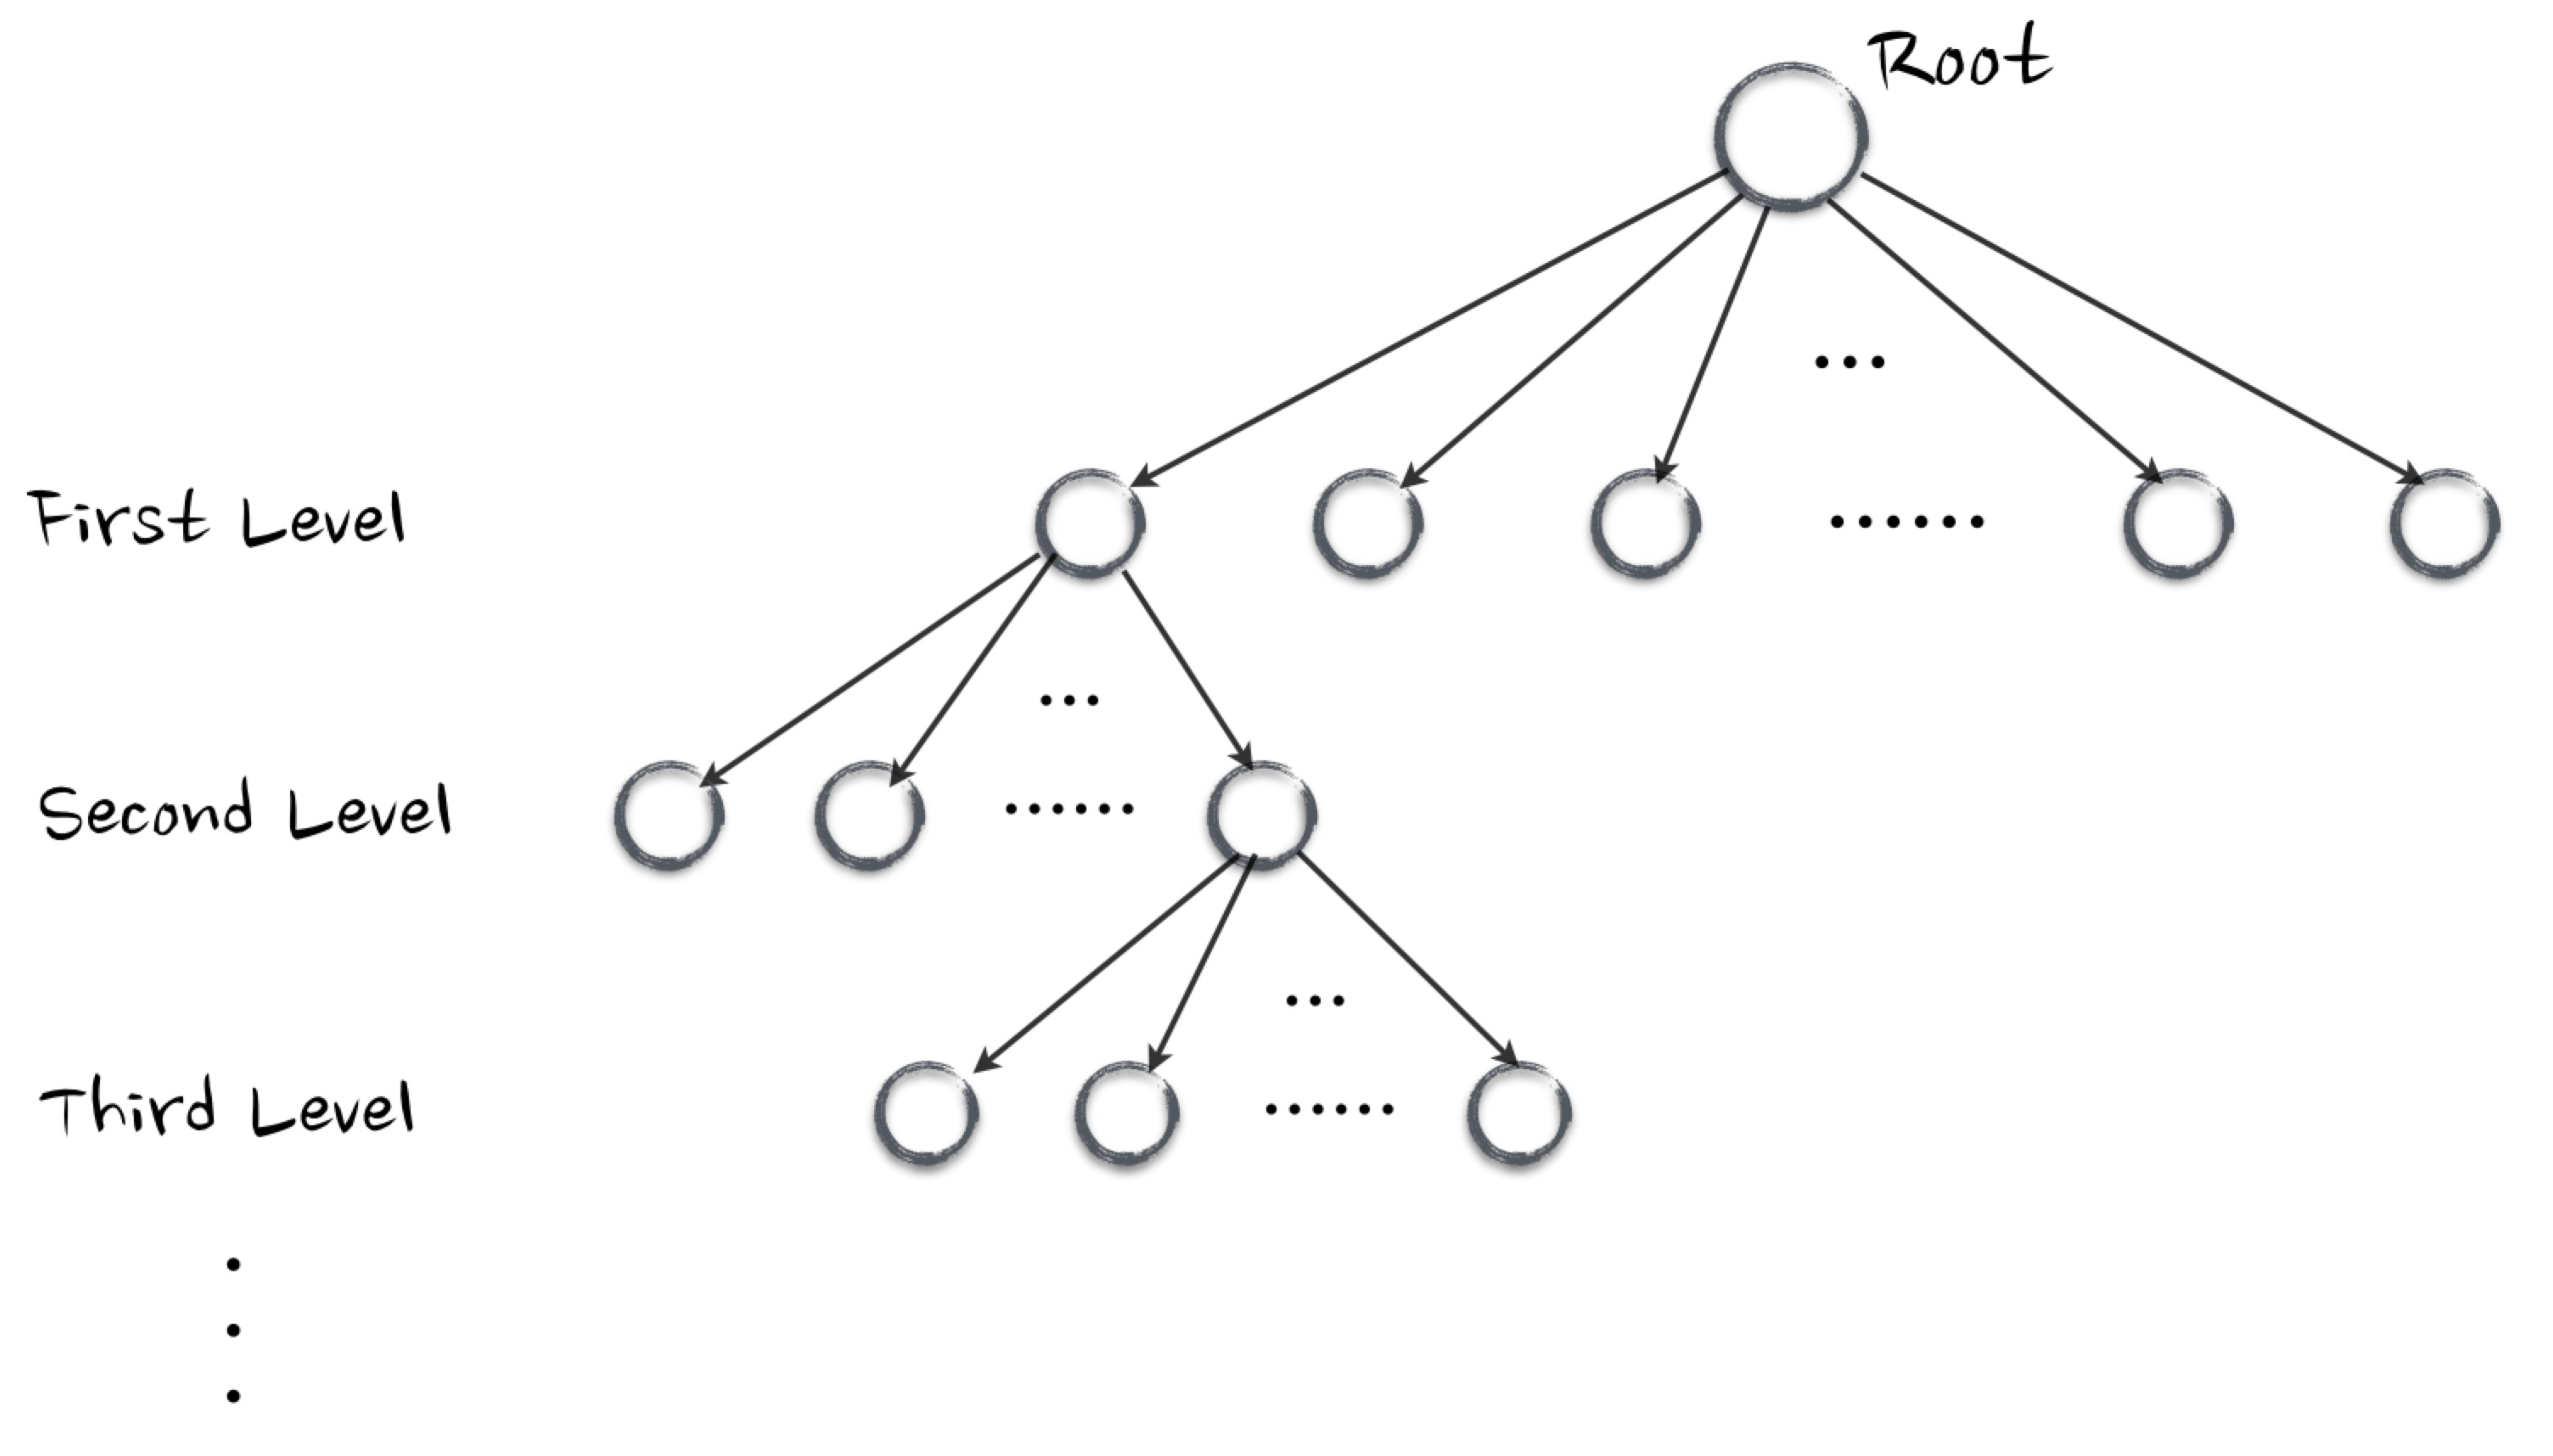 Root
...
First Level
......
...
Second Level
......
...
Third Level
......
.
.
.